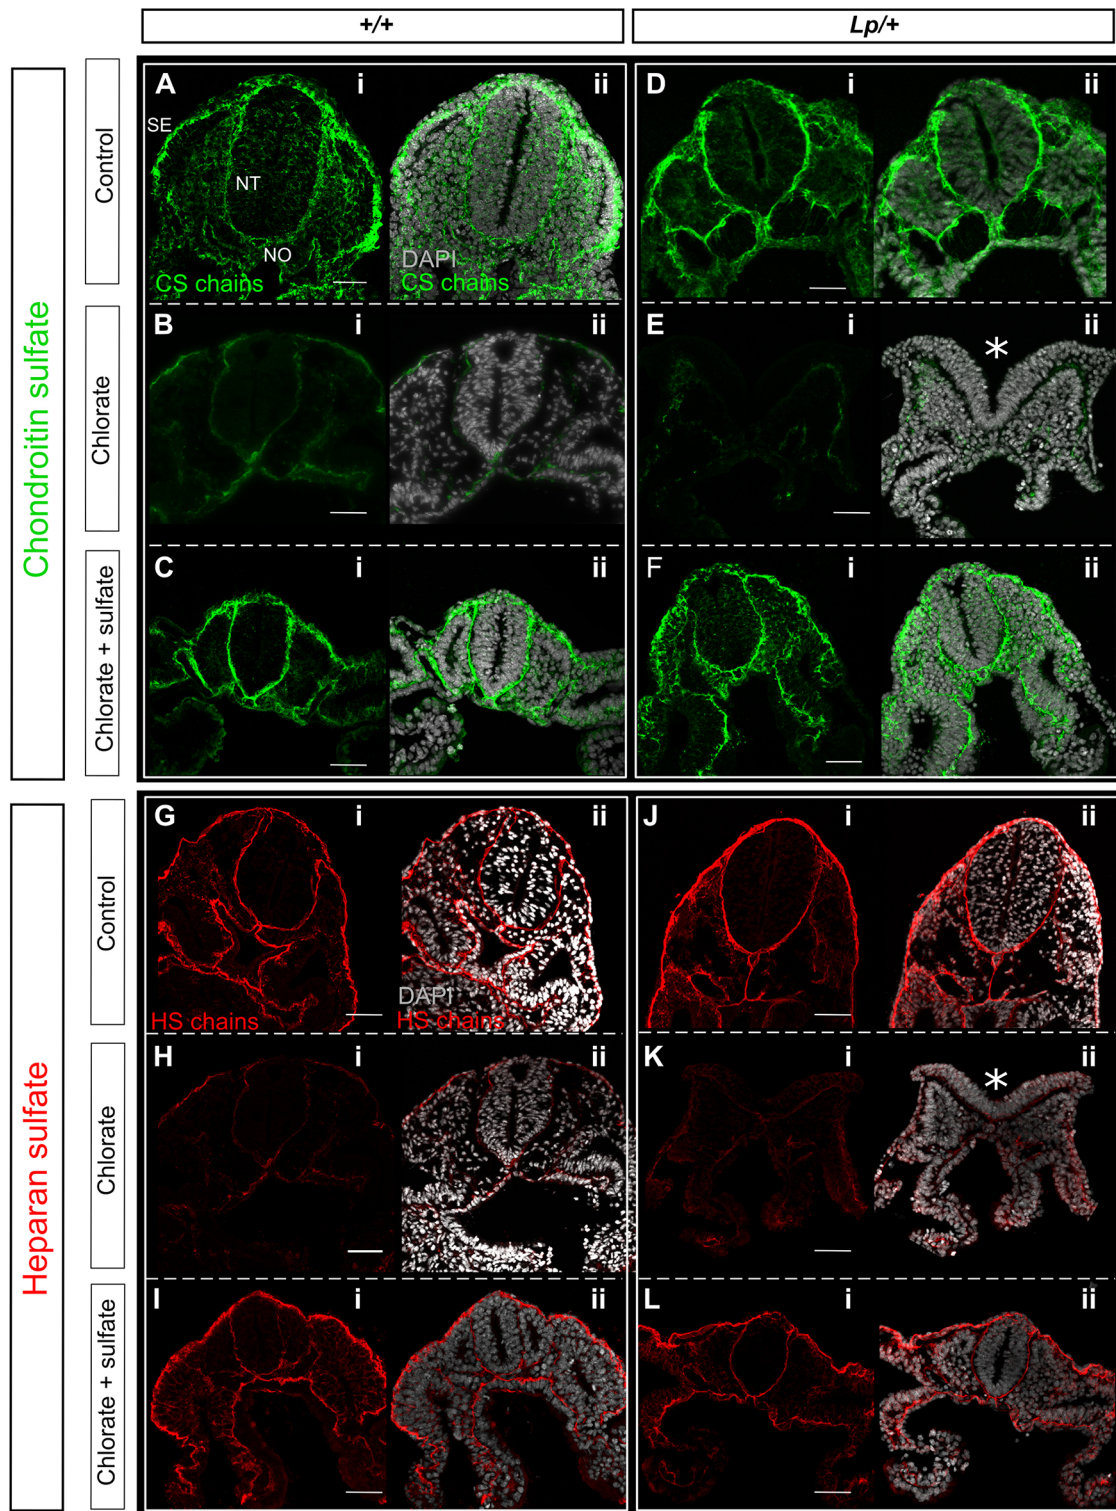 +/+
Lp/+
Chondroitin sulfate
Control
A
i
ii
SE
NT
NO
CS chains
DAPI
CS chains
D
i
ii
Chlorate
B
i
ii
E
i
ii
*
Chlorate + sulfate
C
i
ii
F
i
ii
Heparan sulfate
Control
G
i
ii
HS chains
DAPI
HS chains
J
i
ii
Chlorate
H
i
ii
K
i
ii
*
Chlorate + sulfate
I
i
ii
L
i
ii